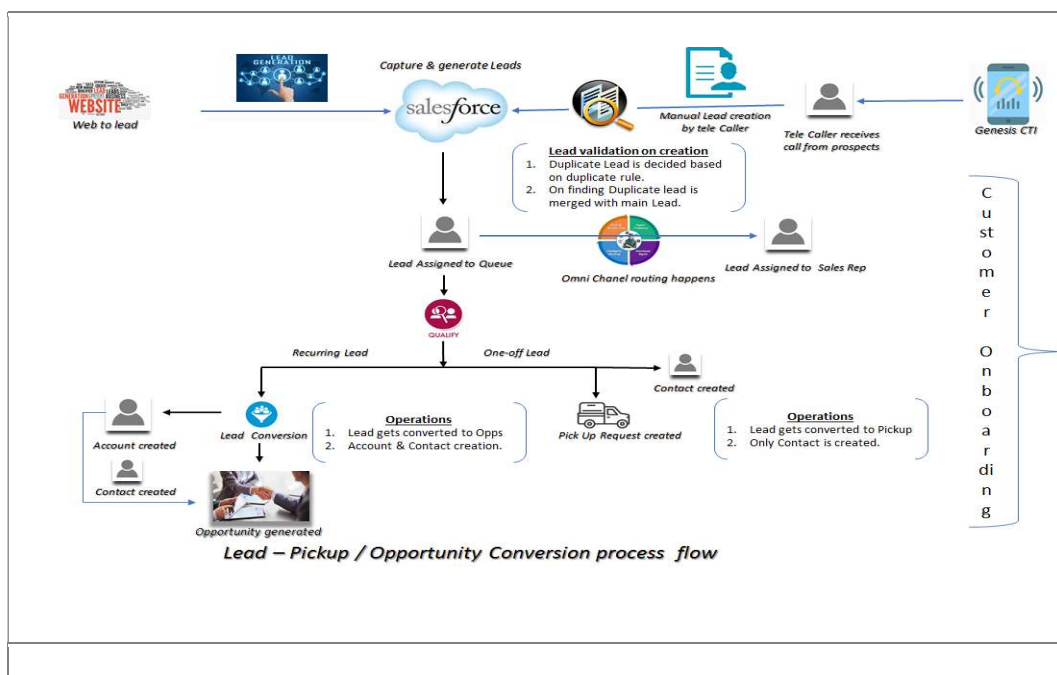 LEAD
GENERATION
Capture & generate Leads
salesforce
WEBSITE
Web to lead
Manual Lead creation
by tele Caller
Tele Caller receives
call from prospects
Genesis CTI
Lead validation on creation
1. Duplicate Lead is decided based
on duplicate rule.
2. On finding Duplicate lead is
merged with main Lead.
Lead Assigned to Queue
Omni Chanel routing happens
Lead Assigned to Sales Rep
QUALIFY
Recurring Lead
One-off Lead
Contact created
Account created
Lead Conversion
Operations
1. Lead gets converted to Opps
2. Account & Contact creation.
Pick Up Request created
Operations
1. Lead gets converted to Pickup
2. Only Contact is created.
Contact created
Opportunity generated
Lead – Pickup / Opportunity Conversion process flow
Customer Onboarding